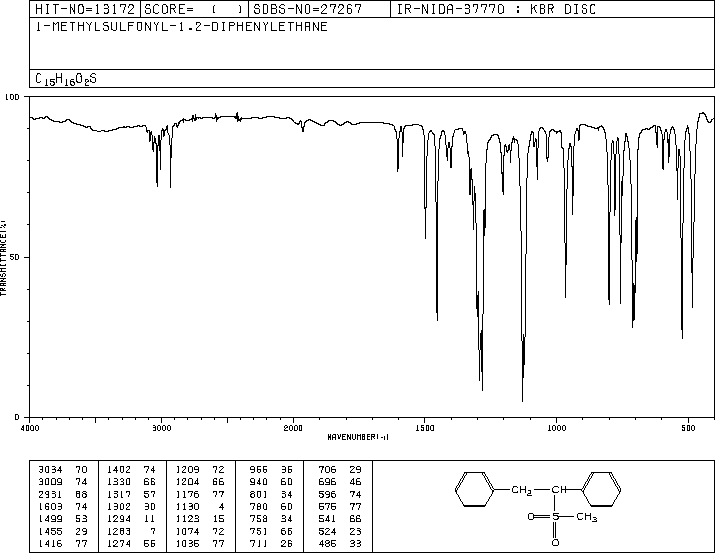 HIT-NO=13172 SCORE= ( ) SDBS-NO=27267 IR-NIDA-37770 : KBR DISC
1-METHYLSULFONYL-1,2-DIPHENYLETHANE
C15H16O2S
100
50
0
TRANSMITTANCE(%)
4000 3000 2000 1500 1000 500
WAVENUMBER(-1)
3034 70 1402 74 1209 72 966 36 706 29
3009 74 1330 66 1204 66 940 60 696 46
2931 68 1317 57 1176 77 801 34 596 74
1603 74 1302 30 1130 4 780 60 576 77
1499 53 1294 11 1123 15 758 34 541 66
1455 29 1283 7 1074 72 751 66 524 23
1416 77 1274 66 1036 77 711 26 486 33
CH2 CH
O S CH3
O